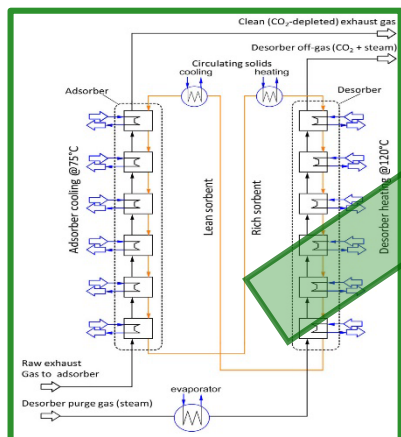 Clean (CO₂-depleted) exhaust gas
Desorber off-gas (CO₂ + steam)
Circulating solids
cooling
heating
Adsorber
Desorber
Adsorber cooling @75°C
Lean sorbent
Rich sorbent
Desorber heating @120°C
Raw exhaust
Gas to adsorber
evaporator
Desorber purge gas (steam)